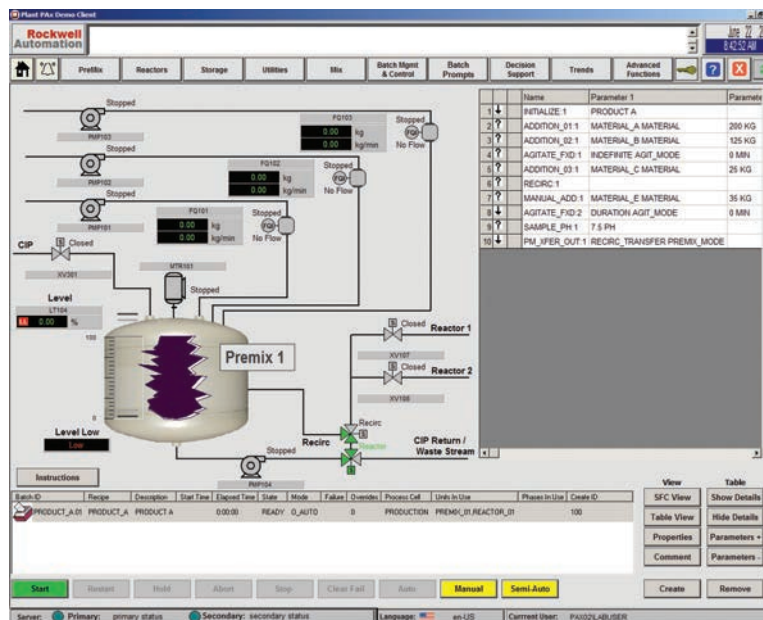 Plant PAx Demo Client
Rockwell
Automation
June 22 2
8:42:52 AM
PreMix
Reactors
Storage
Utilities
Mix
Batch Mgmt
& Control
Batch
Prompts
Decision
Support
Trends
Advanced
Functions
Stopped
PMP103
FQ103
0.00 kg
0.00 kg/min
Stopped
FQI
No Flow
Stopped
PMP102
FQ102
0.00 kg
0.00 kg/min
Stopped
FQI
No Flow
Stopped
PMP101
FQ101
0.00 kg
0.00 kg/min
Stopped
FQI
No Flow
CIP
S Closed
XV301
MTR101
Stopped
Level
LT104
LL 0.00 %
100
0
Premix 1
Level Low
Low
S Closed
Reactor 1
XV107
S Closed
Reactor 2
XV108
Recirc
S
Recirc
Reactor
S
CIP Return /
Waste Stream
Stopped
PMP104
Instructions
Name Parameter 1 Paramete
1 INITIALIZE:1 PRODUCT A
2 ? ADDITION_01:1 MATERIAL_A MATERIAL 200 KG
3 ? ADDITION_02:1 MATERIAL_B MATERIAL 125 KG
4 ? AGITATE_FXD:1 INDEFINITE AGIT_MODE 0 MIN
5 ? ADDITION_03:1 MATERIAL_C MATERIAL 25 KG
6 ? RECIRC:1
7 ? MANUAL_ADD:1 MATERIAL_E MATERIAL 35 KG
8 AGITATE_FXD:2 DURATION AGIT_MODE 0 MIN
9 ? SAMPLE_PH:1 7.5 PH
10 PM_XFER_OUT:1 RECIRC_TRANSFER PREMIX_MODE
Batch ID Recipe Description Start Time Elapsed Time State Mode Failure Overrides Process Cell Units In Use Phases In Use Create ID
PRODUCT_A:01 PRODUCT_A PRODUCT A 0:00:00 READY O_AUTO 0 PRODUCTION PREMIX_01,REACTOR_01 100
View
Table
SFC View
Show Details
Table View
Hide Details
Properties
Parameters +
Comment
Parameters -
Start
Restart
Hold
Abort
Stop
Clear Fail
Auto
Manual
Semi-Auto
Create
Remove
Server: Primary: primary status Secondary: secondary status Language: en-US Current User: PAX02\LABUSER